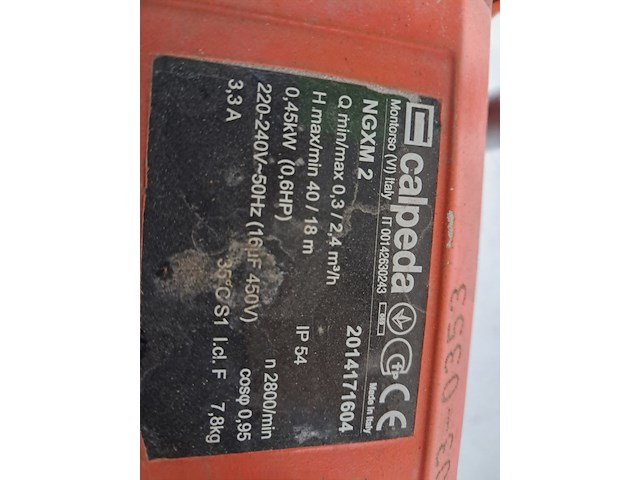 calpeda
Montorso (VI) Italy IT 00142630243
Made in Italy
NGXM 2 2014171604
Q min/max 0,3 / 2,4 m³/h
H max/min 40 / 18 m IP 54
0,45kW (0,6HP) n 2800/min
220-240V~50Hz (16µF 450V) cosφ 0,95
3,3 A 35°C S1 I.cl. F 7,8kg
03-0353